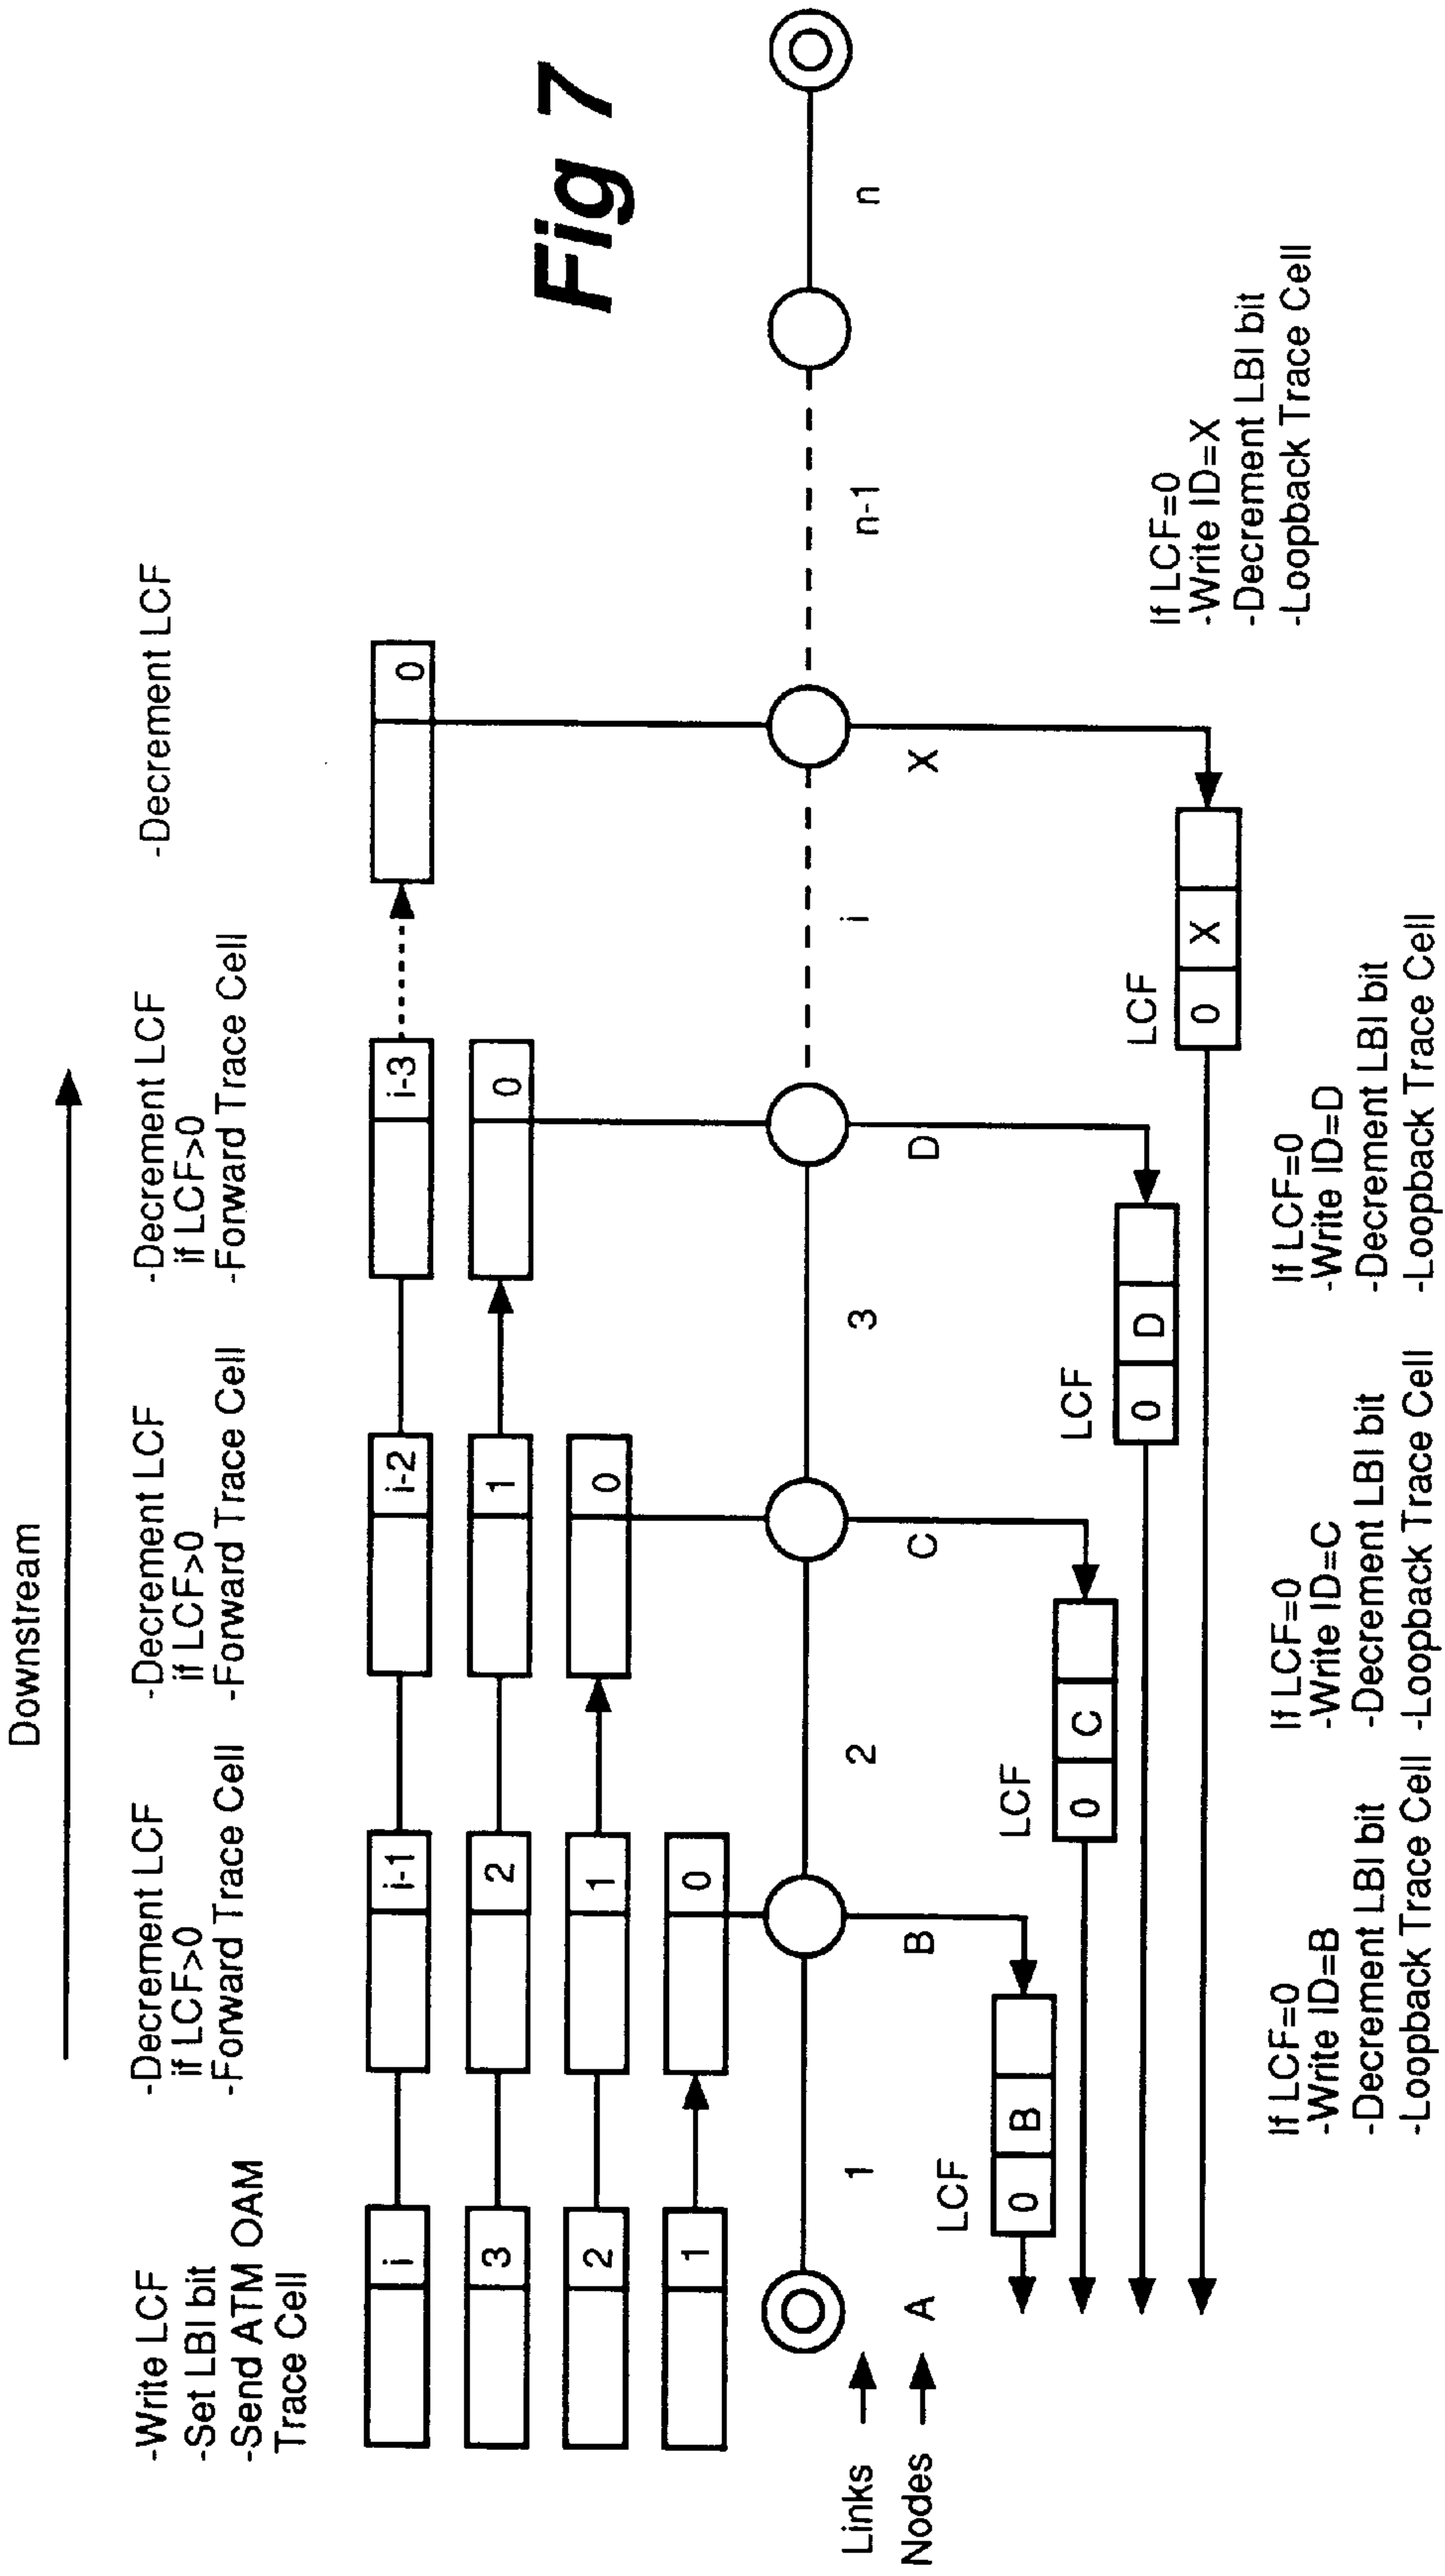 Downstream
-Write LCF
-Set LBI bit
-Send ATM OAM
Trace Cell
-Decrement LCF
if LCF>0
-Forward Trace Cell
-Decrement LCF
if LCF>0
-Forward Trace Cell
-Decrement LCF
if LCF>0
-Forward Trace Cell
-Decrement LCF
i
i-1
i-2
i-3
0
3
2
1
0
2
1
0
1
0
Fig 7
Links
1
2
3
i
n-1
n
Nodes
A
B
C
D
X
LCF
0 B
LCF
0 C
LCF
0 D
LCF
0 X
If LCF=0
-Write ID=B
-Decrement LBI bit
-Loopback Trace Cell
If LCF=0
-Write ID=C
-Decrement LBI bit
-Loopback Trace Cell
If LCF=0
-Write ID=D
-Decrement LBI bit
-Loopback Trace Cell
If LCF=0
-Write ID=X
-Decrement LBI bit
-Loopback Trace Cell